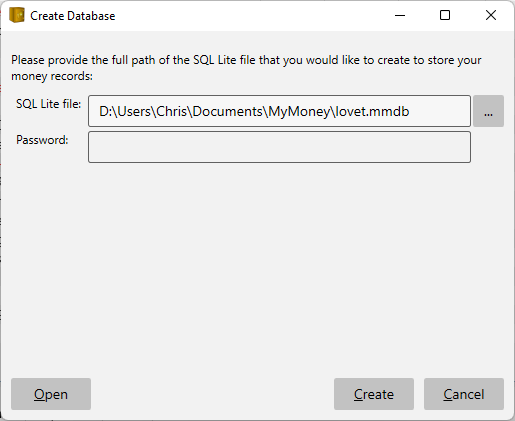 Create Database
Please provide the full path of the SQL Lite file that you would like to create to store your
money records:
SQL Lite file: D:\Users\Chris\Documents\MyMoney\lovet.mmdb ...
Password:
Open Create Cancel